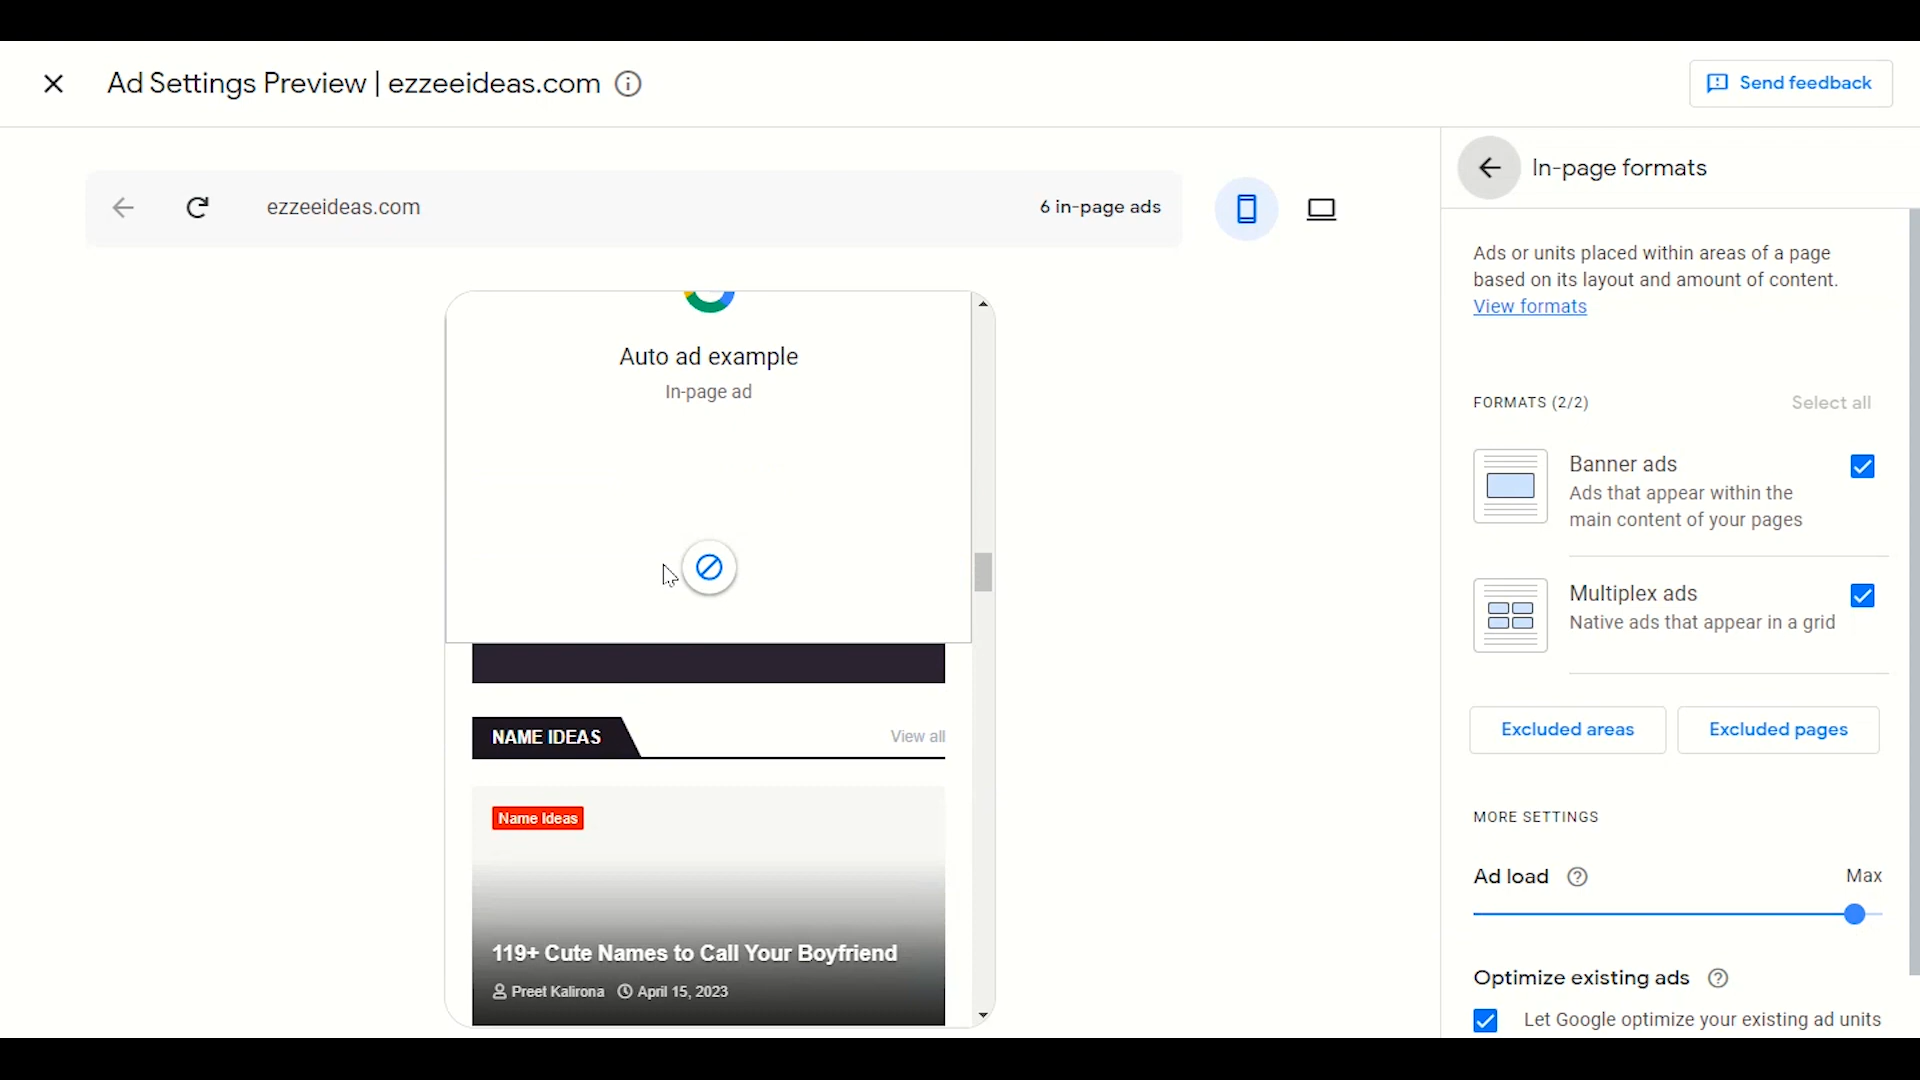 Ad Settings Preview | ezzeeideas.com
Send feedback
ezzeeideas.com
6 in-page ads
In-page formats
Ads or units placed within areas of a page
based on its layout and amount of content.
View formats
FORMATS (2/2)
Select all
Banner ads
Ads that appear within the
main content of your pages
Multiplex ads
Native ads that appear in a grid
Excluded areas
Excluded pages
MORE SETTINGS
Ad load
Max
Optimize existing ads
Let Google optimize your existing ad units
Auto ad example
In-page ad
NAME IDEAS
View all
Name Ideas
119+ Cute Names to Call Your Boyfriend
Preet Kalirona
April 15, 2023